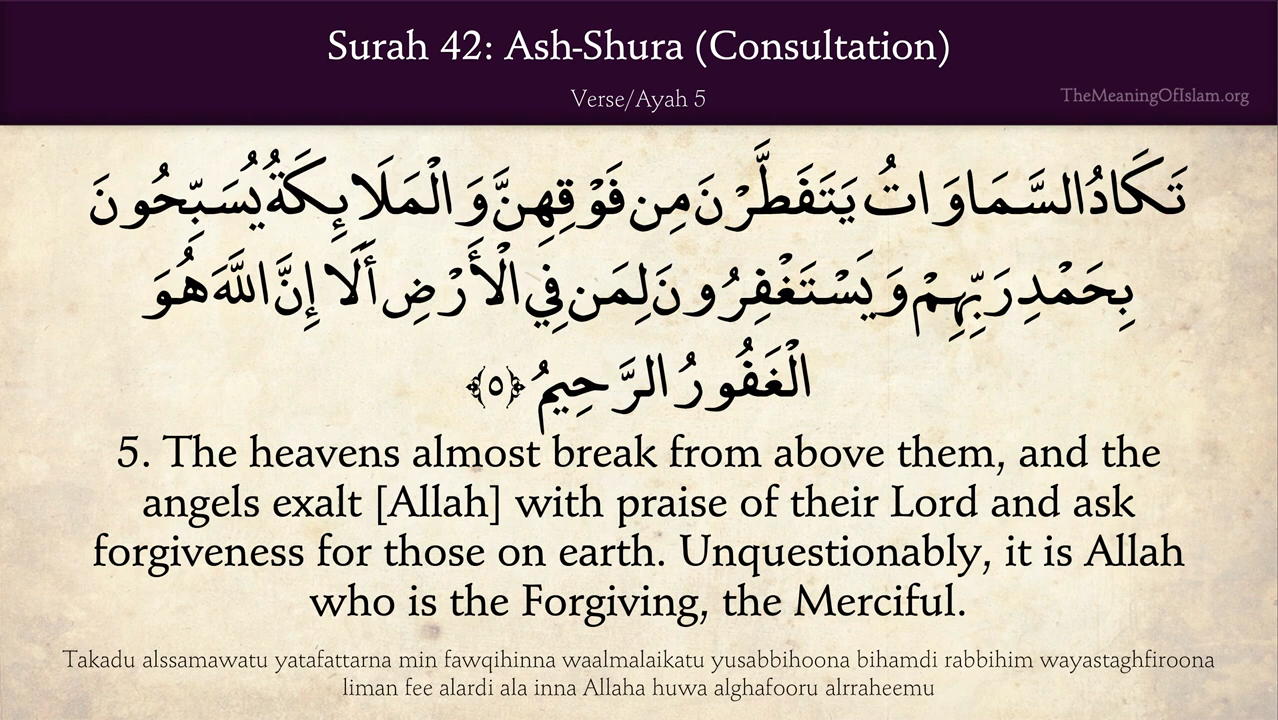 Surah 42: Ash-Shura (Consultation)
Verse/Ayah 5
TheMeaningOfIslam.org
تَكَادُ السَّمَاوَاتُ يَتَفَطَّرْنَ مِن فَوْقِهِنَّ وَالْمَلَائِكَةُ يُسَبِّحُونَ
بِحَمْدِ رَبِّهِمْ وَيَسْتَغْفِرُونَ لِمَن فِي الْأَرْضِ أَلَا إِنَّ اللَّهَ هُوَ
الْغَفُورُ الرَّحِيمُ ﴿٥﴾
5. The heavens almost break from above them, and the
angels exalt [Allah] with praise of their Lord and ask
forgiveness for those on earth. Unquestionably, it is Allah
who is the Forgiving, the Merciful.
Takadu alssamawatu yatafattarna min fawqihinna waalmalaikatu yusabbihoona bihamdi rabbihim wayastaghfiroona
liman fee alardi ala inna Allaha huwa alghafooru alrraheemu